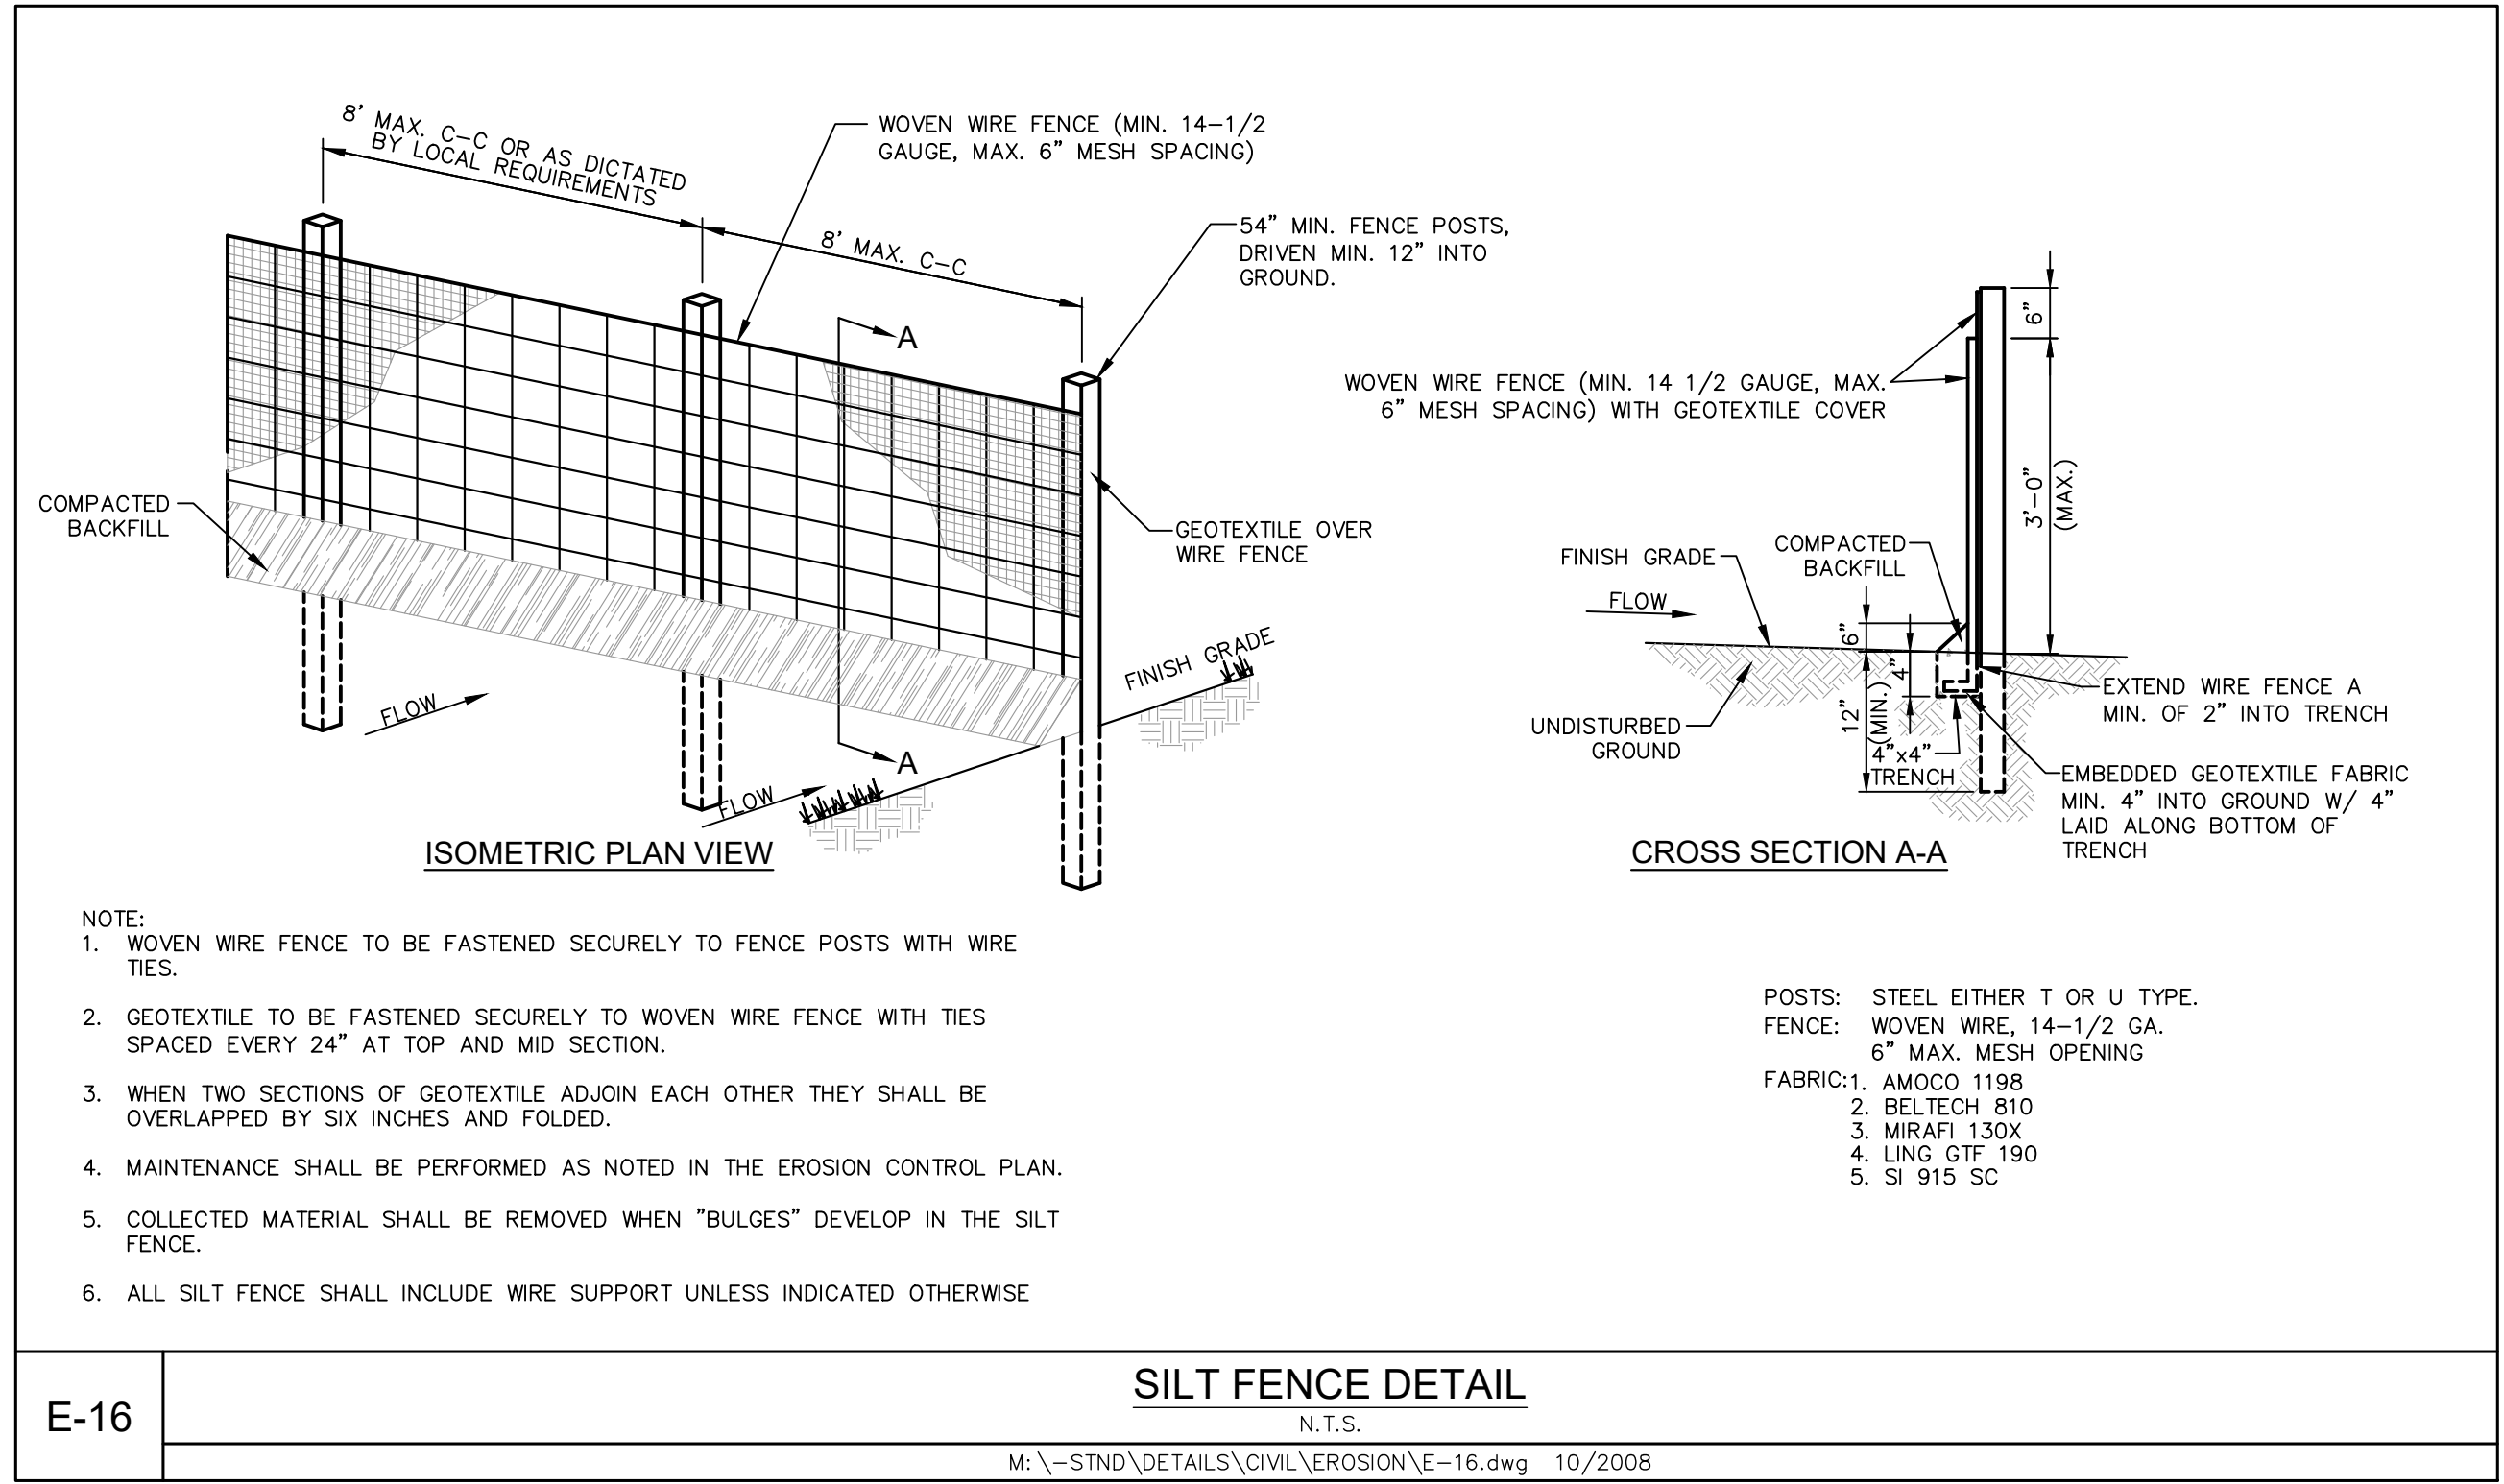 8' MAX. C-C OR AS DICTATED
BY LOCAL REQUIREMENTS
8' MAX. C-C
WOVEN WIRE FENCE (MIN. 14-1/2
GAUGE, MAX. 6" MESH SPACING)
54" MIN. FENCE POSTS,
DRIVEN MIN. 12" INTO
GROUND.
A
COMPACTED
BACKFILL
GEOTEXTILE OVER
WIRE FENCE
FINISH GRADE
FLOW
A
FLOW
ISOMETRIC PLAN VIEW
6"
WOVEN WIRE FENCE (MIN. 14 1/2 GAUGE, MAX.
6" MESH SPACING) WITH GEOTEXTILE COVER
3'-0"
(MAX.)
FINISH GRADE
COMPACTED
BACKFILL
FLOW
6"
4"
12"
(MIN.)
UNDISTURBED
GROUND
4"x4"
TRENCH
EXTEND WIRE FENCE A
MIN. OF 2" INTO TRENCH
EMBEDDED GEOTEXTILE FABRIC
MIN. 4" INTO GROUND W/ 4"
LAID ALONG BOTTOM OF
TRENCH
CROSS SECTION A-A
NOTE:
1. WOVEN WIRE FENCE TO BE FASTENED SECURELY TO FENCE POSTS WITH WIRE
TIES.
2. GEOTEXTILE TO BE FASTENED SECURELY TO WOVEN WIRE FENCE WITH TIES
SPACED EVERY 24" AT TOP AND MID SECTION.
3. WHEN TWO SECTIONS OF GEOTEXTILE ADJOIN EACH OTHER THEY SHALL BE
OVERLAPPED BY SIX INCHES AND FOLDED.
4. MAINTENANCE SHALL BE PERFORMED AS NOTED IN THE EROSION CONTROL PLAN.
5. COLLECTED MATERIAL SHALL BE REMOVED WHEN "BULGES" DEVELOP IN THE SILT
FENCE.
6. ALL SILT FENCE SHALL INCLUDE WIRE SUPPORT UNLESS INDICATED OTHERWISE
POSTS: STEEL EITHER T OR U TYPE.
FENCE: WOVEN WIRE, 14-1/2 GA.
6" MAX. MESH OPENING
FABRIC:1. AMOCO 1198
2. BELTECH 810
3. MIRAFI 130X
4. LING GTF 190
5. SI 915 SC
E-16
SILT FENCE DETAIL
N.T.S.
M:\-STND\DETAILS\CIVIL\EROSION\E-16.dwg 10/2008